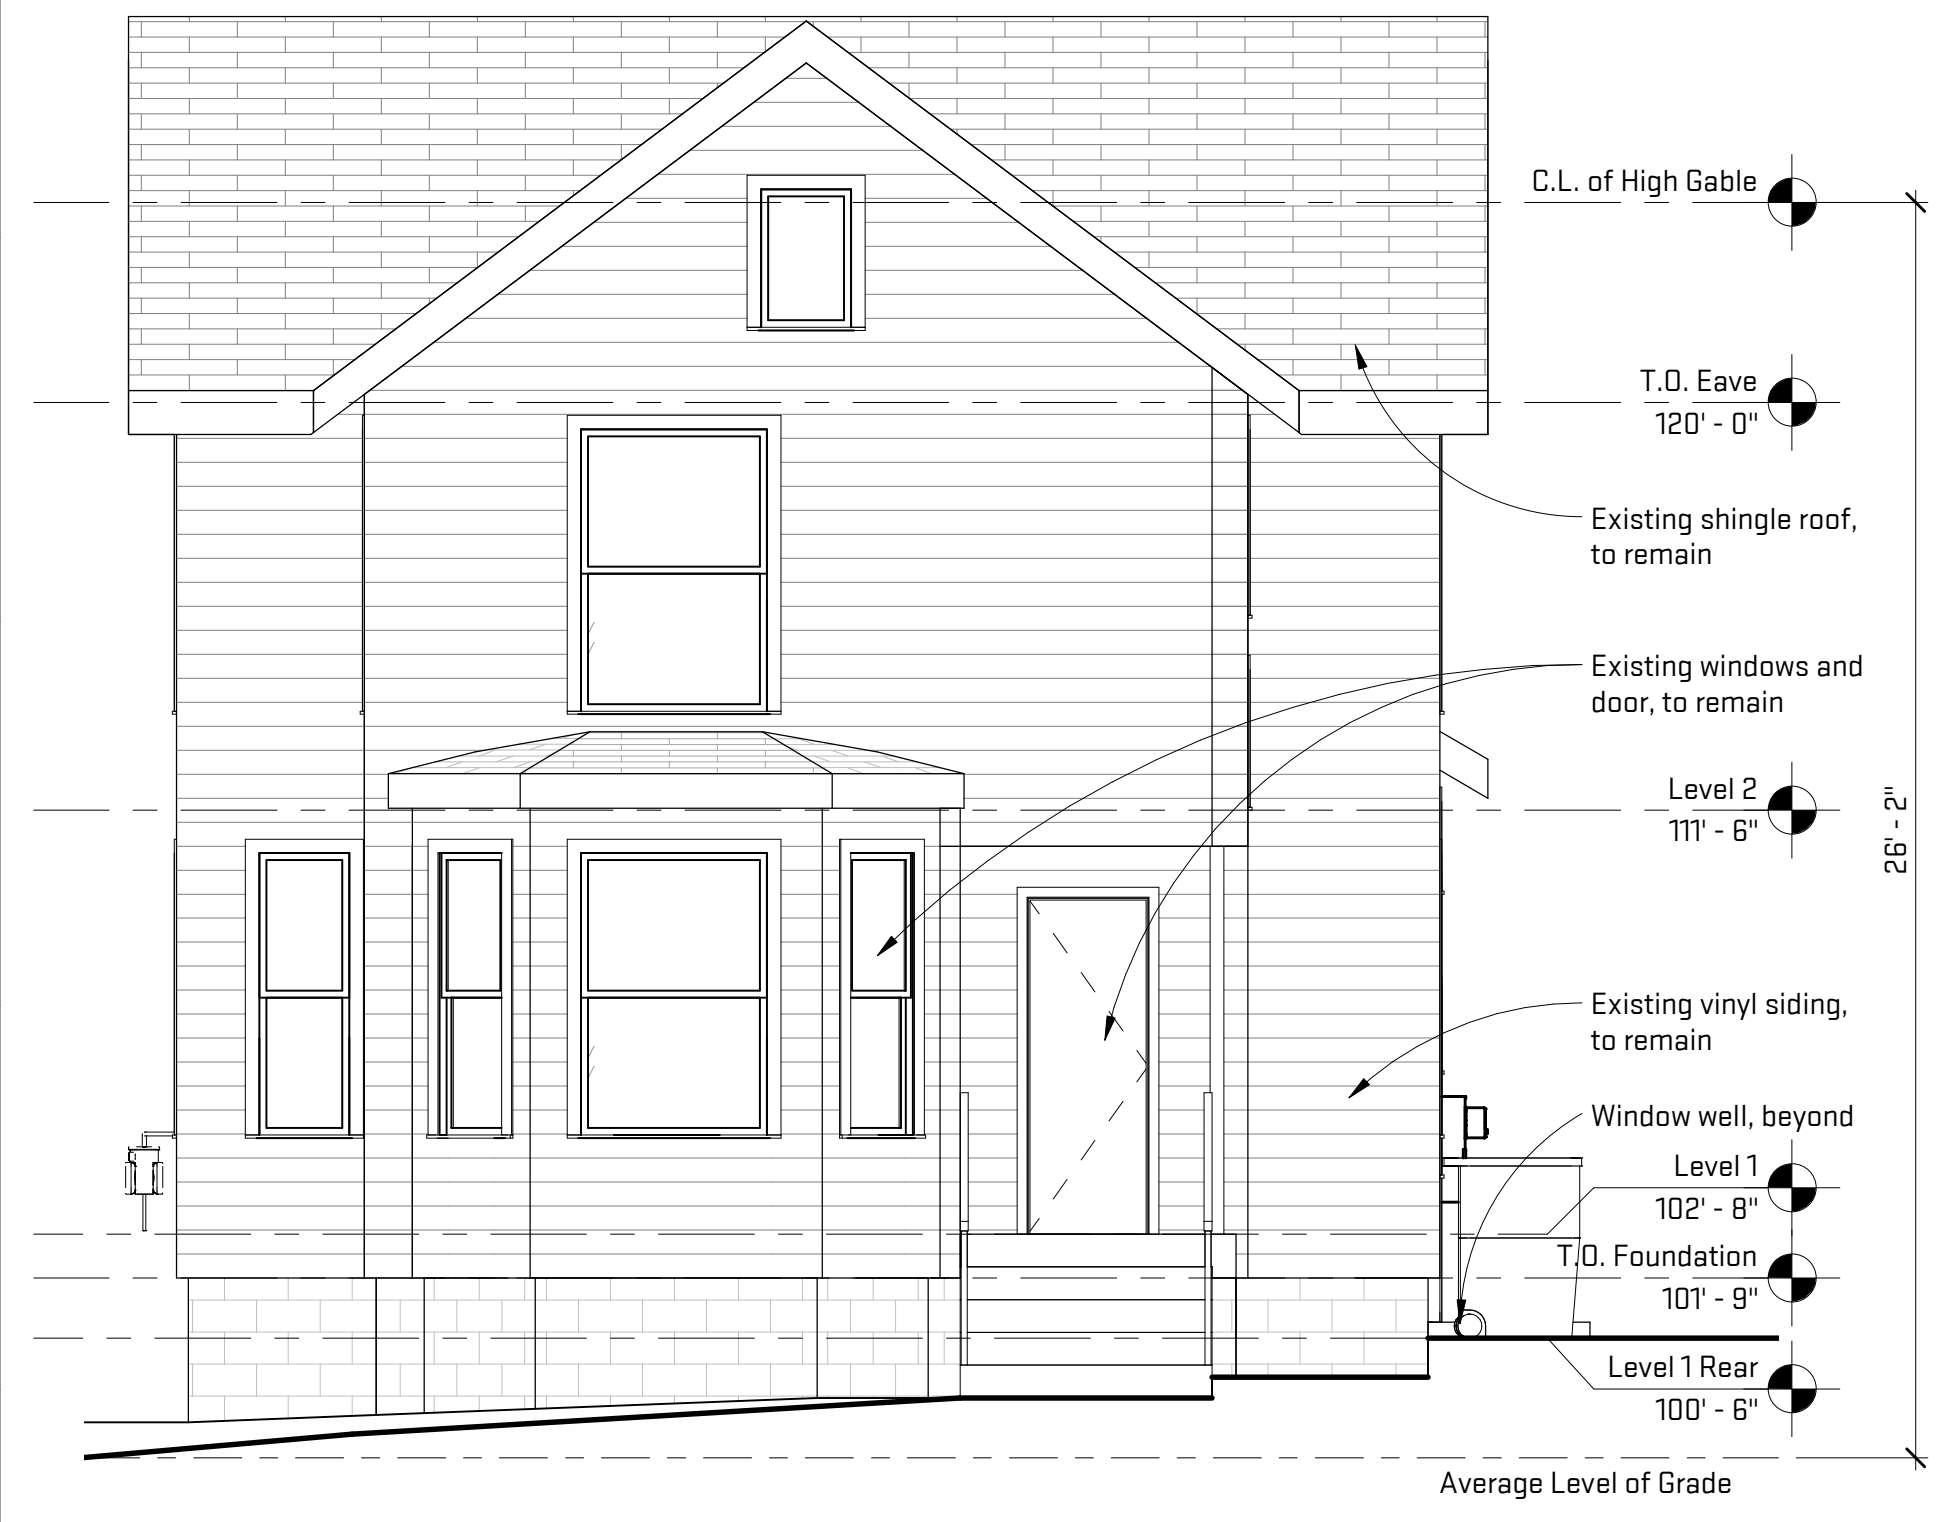 C.L. of High Gable
T.O. Eave
120' - 0"
Existing shingle roof,
to remain
Existing windows and
door, to remain
Level 2
111' - 6"
26' - 2"
Existing vinyl siding,
to remain
Window well, beyond
Level 1
102' - 8"
T.O. Foundation
101' - 9"
Level 1 Rear
100' - 6"
Average Level of Grade